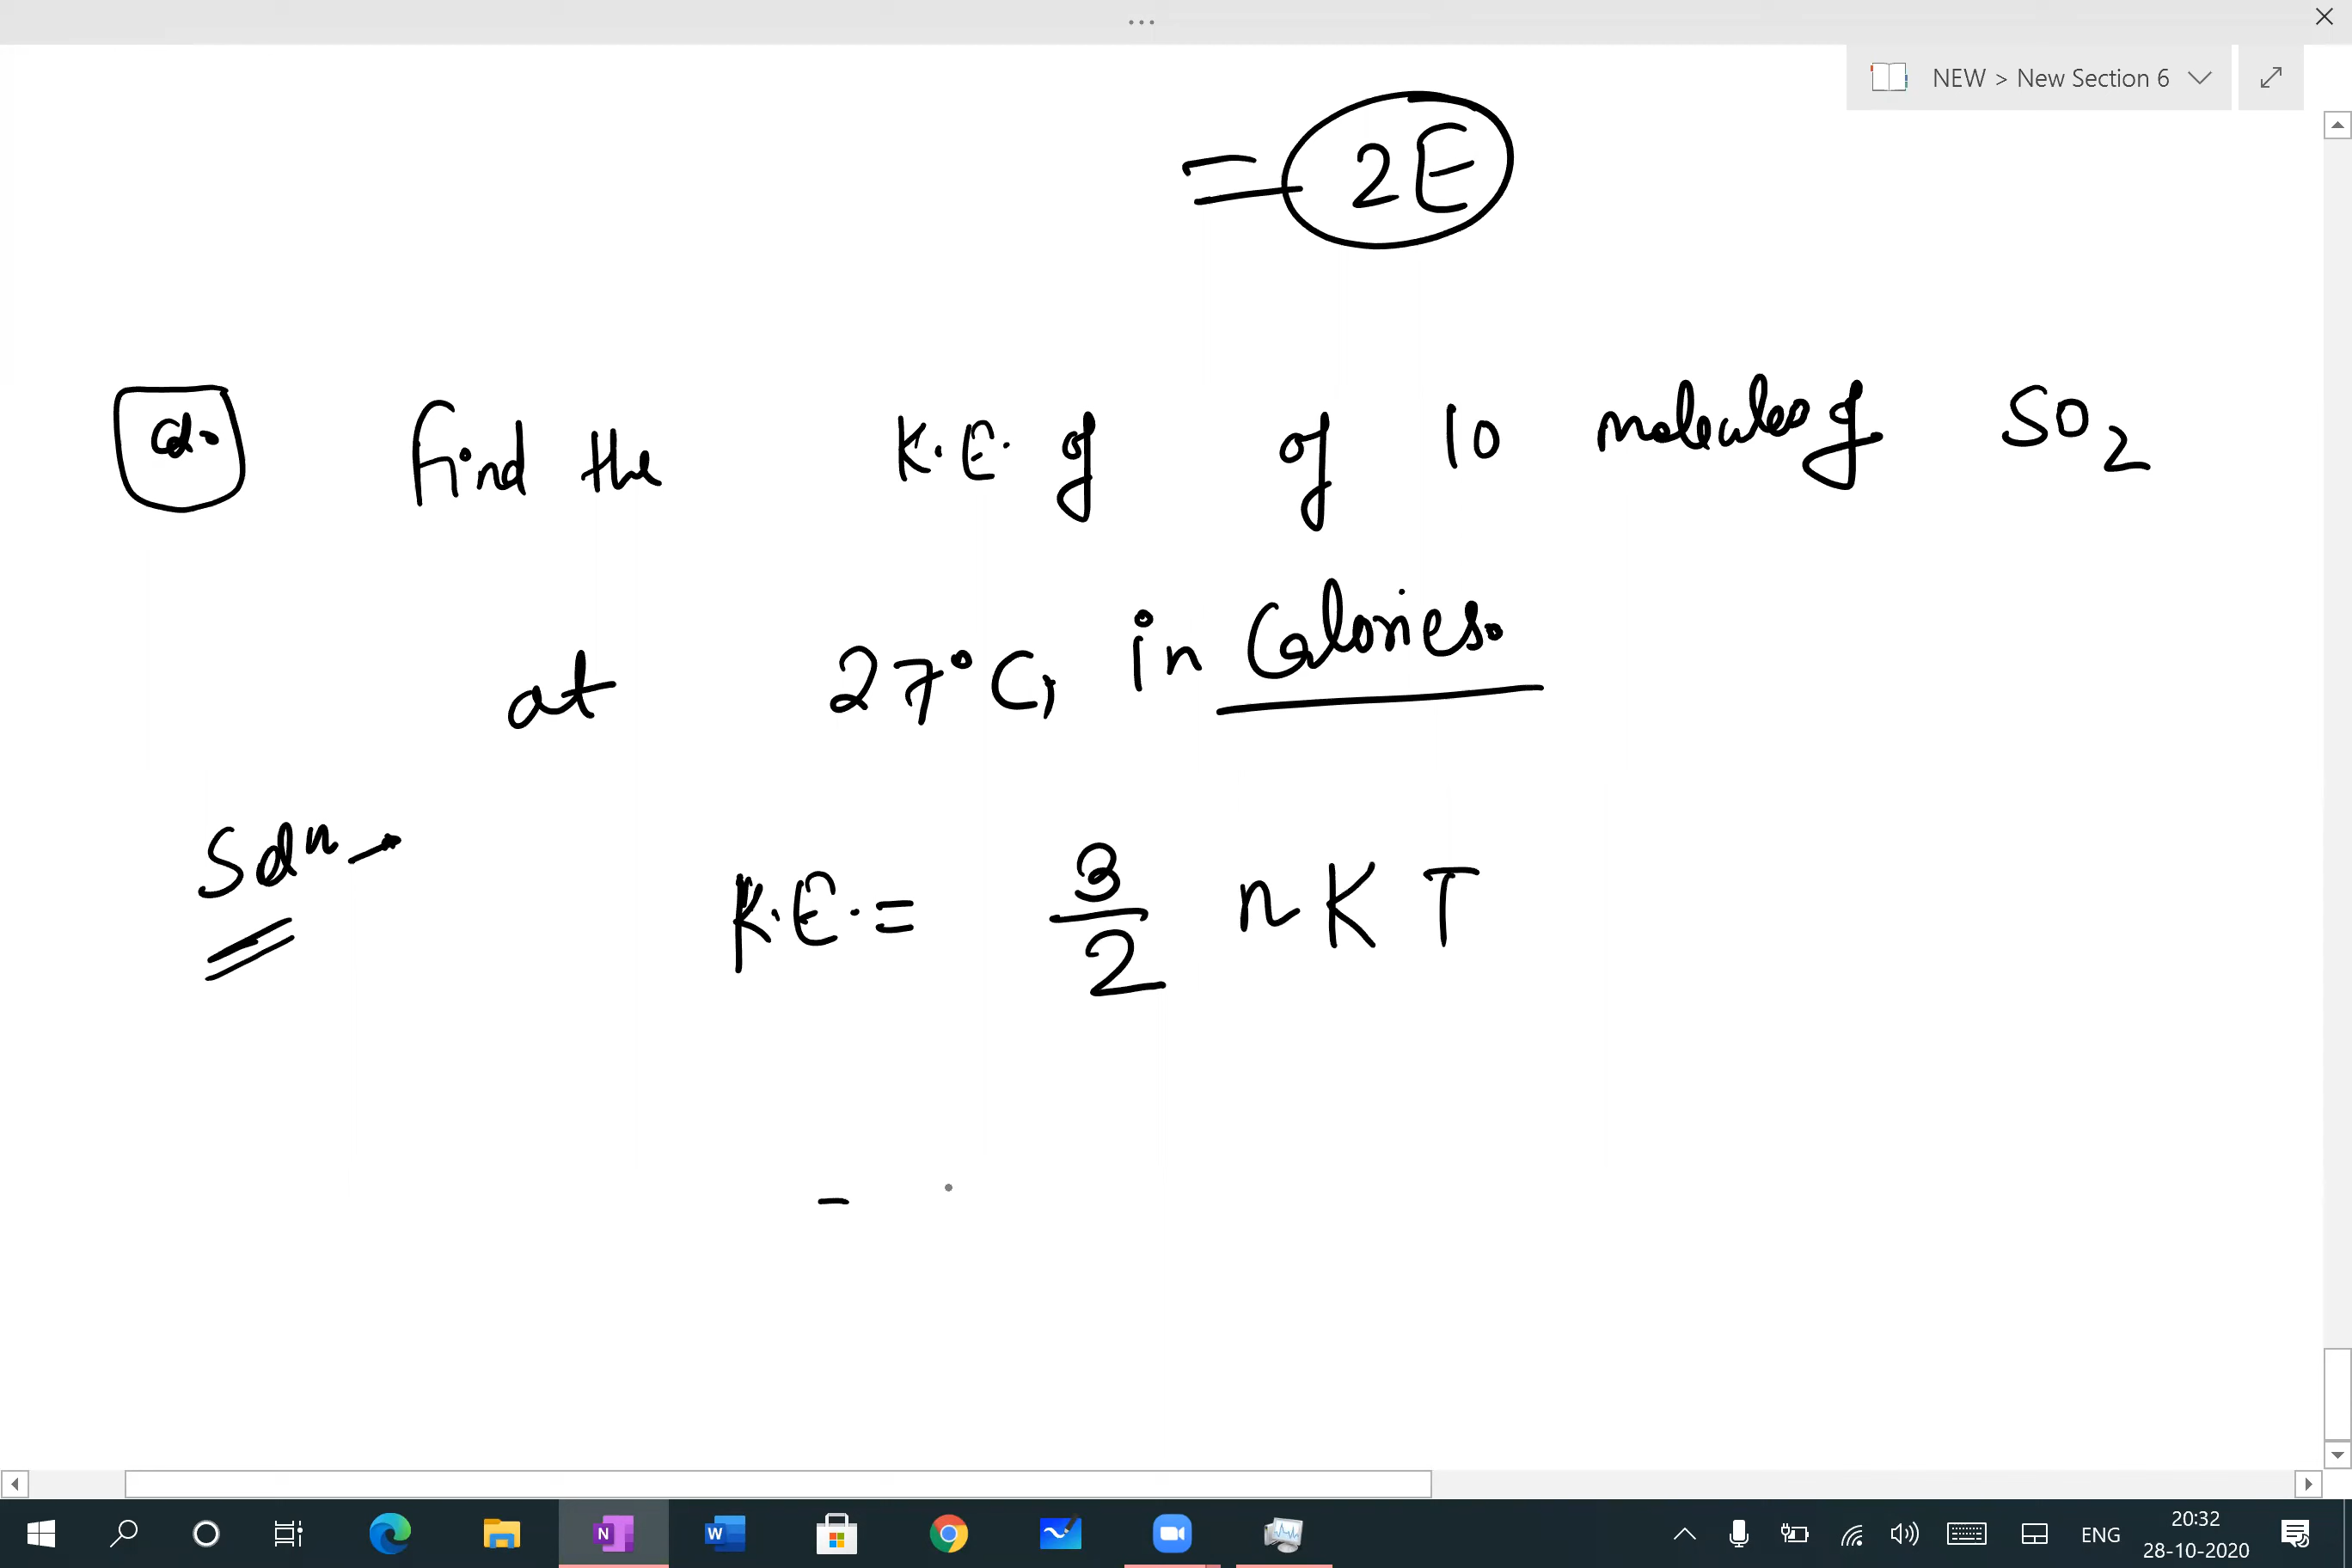 NEW > New Section 6
= 2E
Q. Find the K.E. of of 10 molecules of SO2
at 27°C, in Calories.
Soln →
K.E. = 3/2 nKT
-
ENG
20:32
28-10-2020